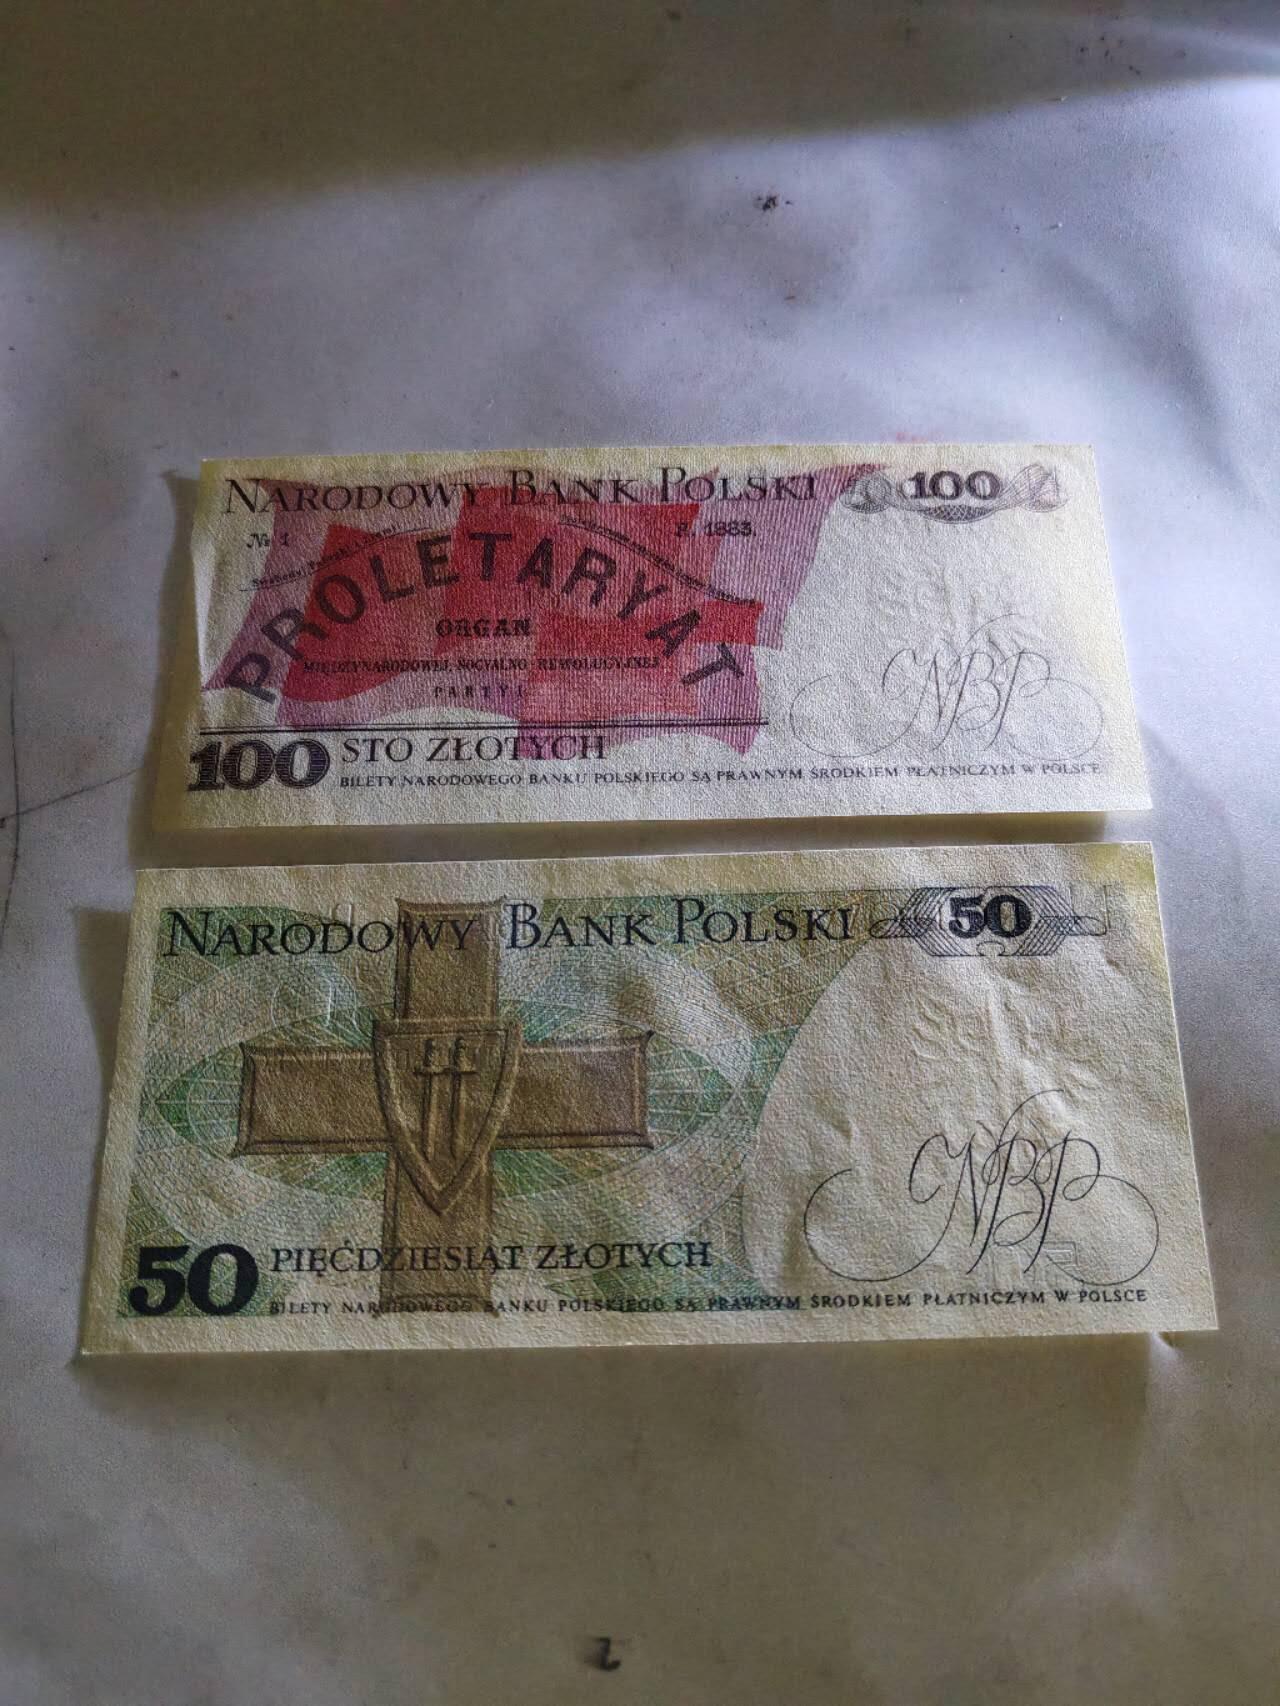 NARODOWY BANK POLSKI 100
№ 1 R. 1883.
PROLETARYAT
ORGAN
MIĘDZYNARODOWEJ, SOCYALNO-REWOLUCYJNEJ
PARTYI
NBP
100 STO ZŁOTYCH
BILETY NARODOWEGO BANKU POLSKIEGO SĄ PRAWNYM ŚRODKIEM PŁATNICZYM W POLSCE
NARODOWY BANK POLSKI 50
NBP
50 PIĘĆDZIESIĄT ZŁOTYCH
BILETY NARODOWEGO BANKU POLSKIEGO SĄ PRAWNYM ŚRODKIEM PŁATNICZYM W POLSCE